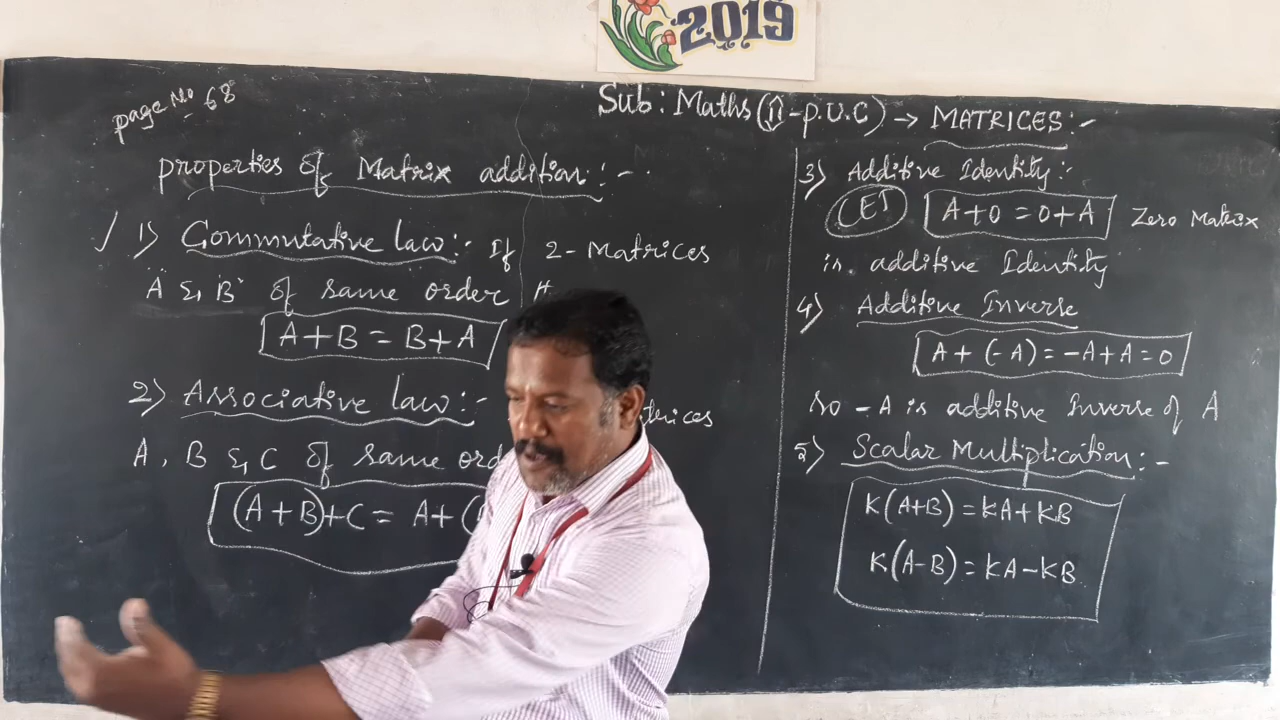 2019
page No 68
Sub : Maths (II - P.U.C) → MATRICES :-
properties of Matrix addition :-
✓ 1) Commutative law :- If 2-Matrices
A & B of same order
A + B = B + A
2) Associative law :-
A, B & C of same
(A + B) + C = A + (
3) Additive Identity :-
CET A + 0 = 0 + A Zero Matrix
is additive Identity
4) Additive Inverse
A + (-A) = -A + A = 0
so -A is additive Inverse of A
5) Scalar Multiplication :-
K(A+B) = KA + KB
K(A-B) = KA - KB